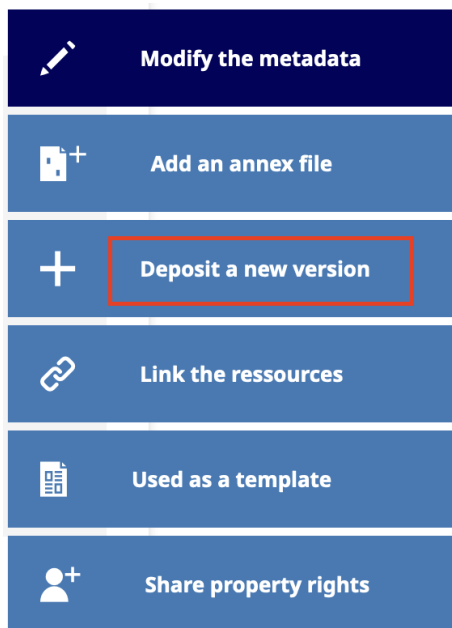 Modify the metadata
Add an annex file
Deposit a new version
Link the ressources
Used as a template
Share property rights